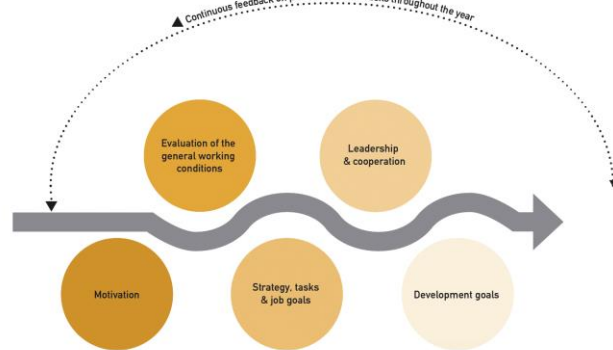 ▲ Continuous feedback on throughout the year
Evaluation of the
general working
conditions
Leadership
& cooperation
Motivation
Strategy, tasks
& job goals
Development goals